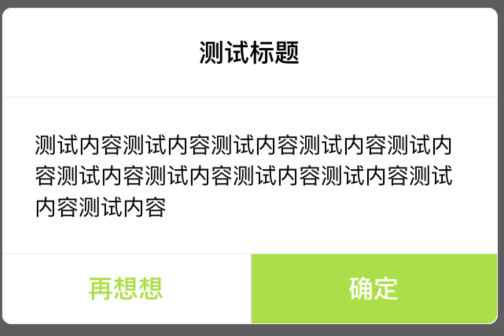 测试标题
测试内容测试内容测试内容测试内容测试内
容测试内容测试内容测试内容测试内容测试
内容测试内容
再想想
确定